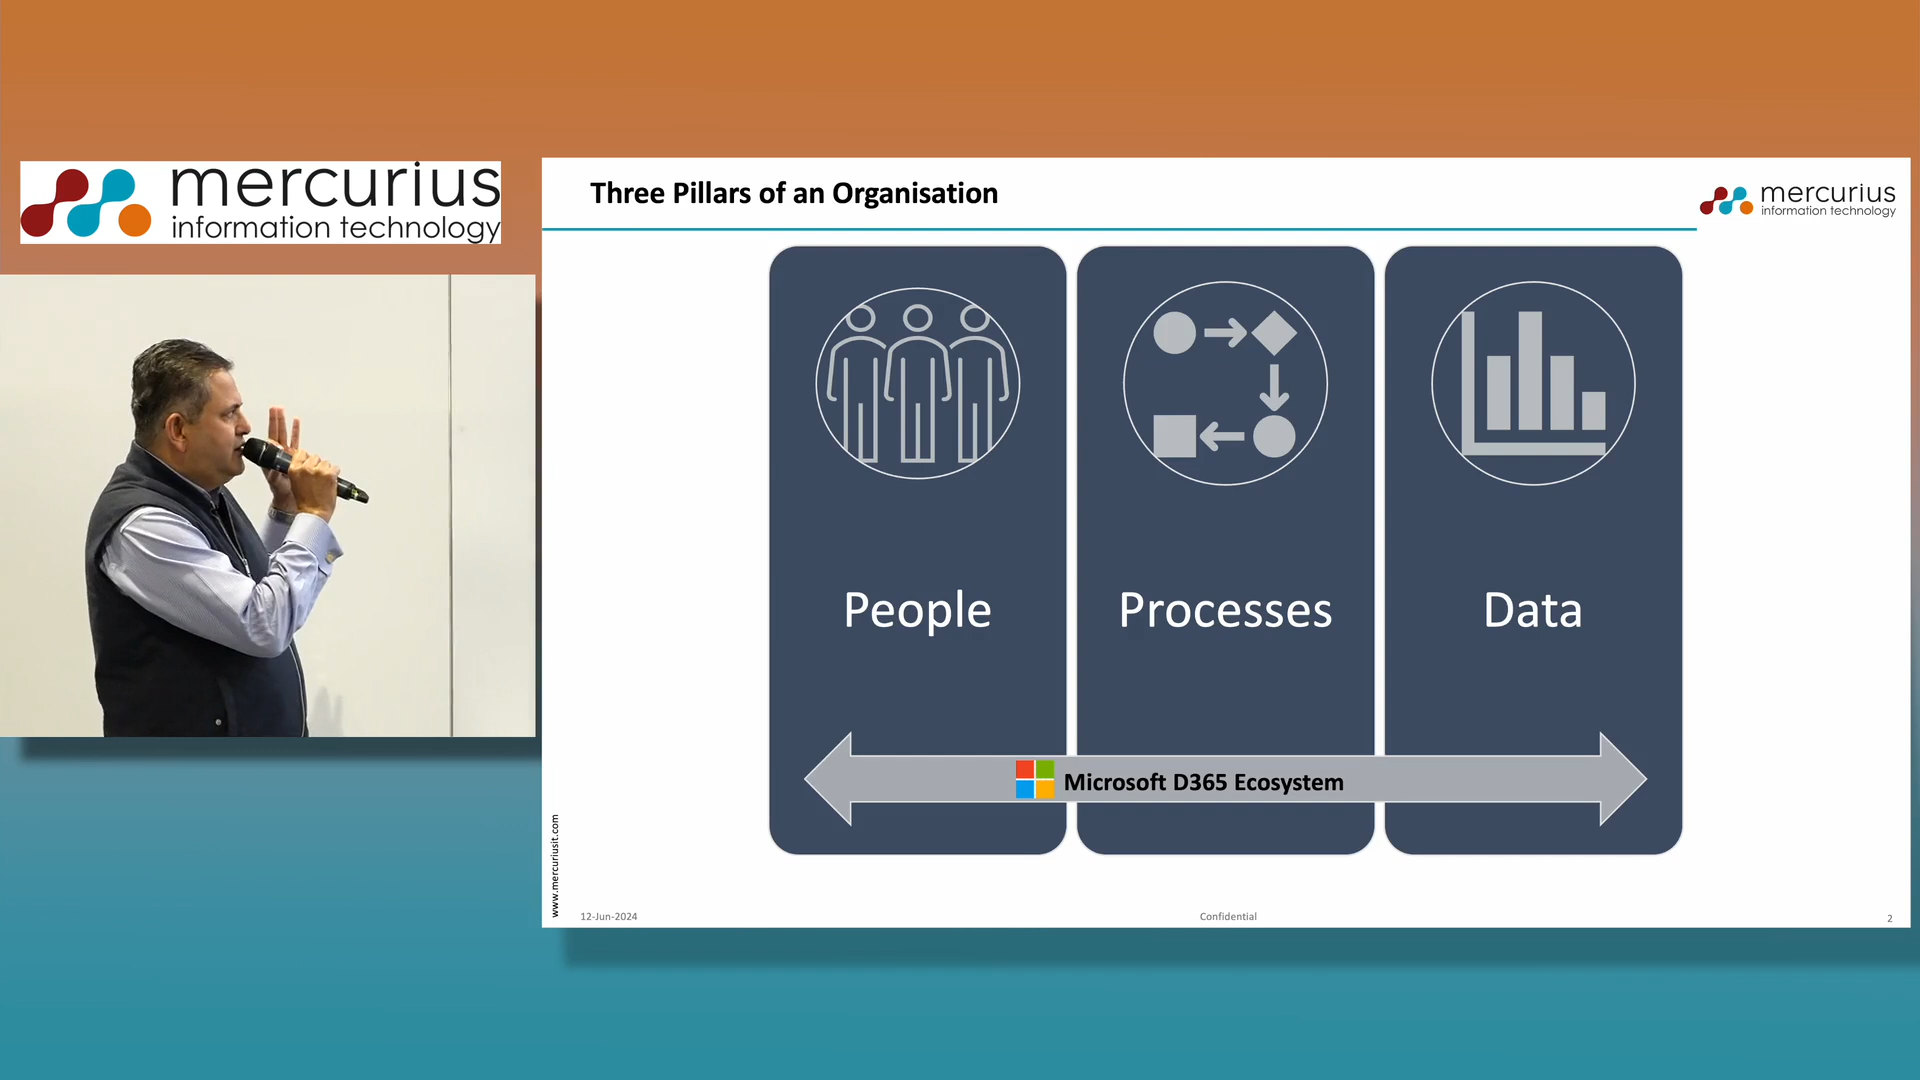 mercurius
information technology
Three Pillars of an Organisation
mercurius
information technology
People
Processes
Data
Microsoft D365 Ecosystem
www.mercuriusit.com
12-Jun-2024
Confidential
2